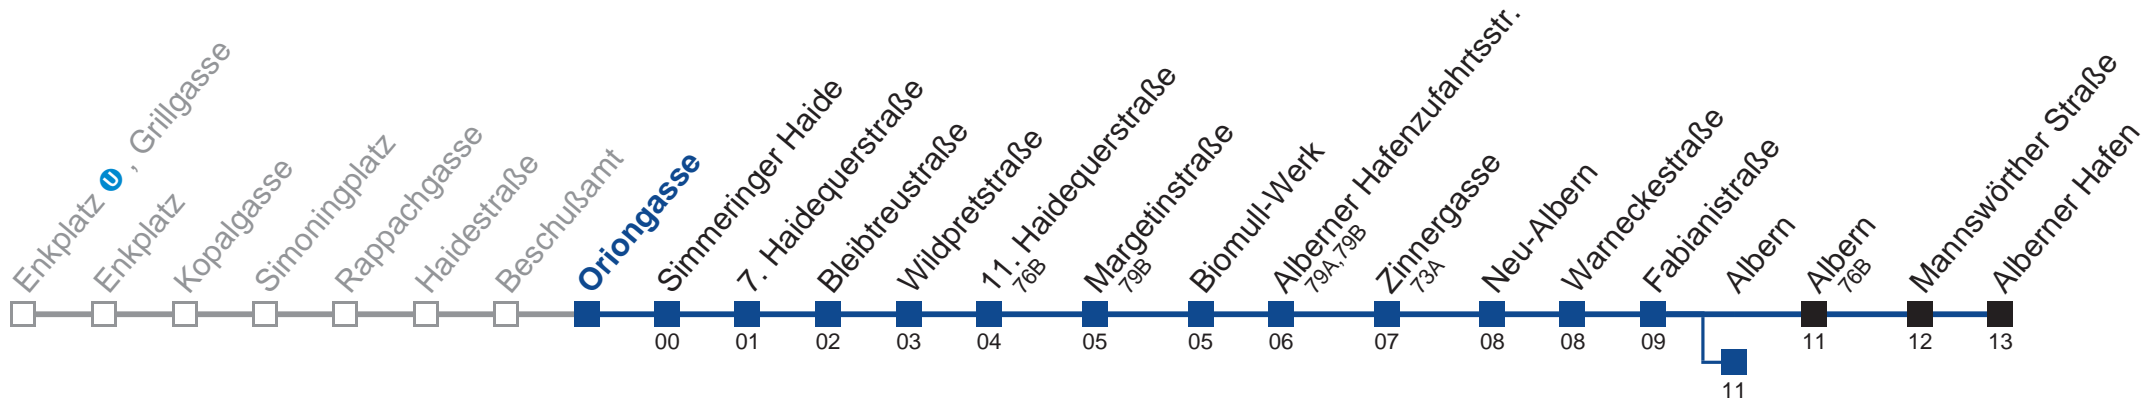 Enkplatz U , Grillgasse
Enkplatz
Kopalgasse
Simoningplatz
Rappachgasse
Haidestraße
Beschußamt
Oriongasse
Simmeringer Haide
7. Haidequerstraße
Bleibtreustraße
Wildpretstraße
11. Haidequerstraße
76B
Margetinstraße
79B
Biomull-Werk
Alberner Hafenzufahrtsstr.
79A,79B
Zinnergasse
73A
Neu-Albern
Warneckestraße
Fabianistraße
Albern
Albern
76B
Mannswörther Straße
Alberner Hafen
00 01 02 03 04 05 05 06 07 08 08 09 11 12 13
11